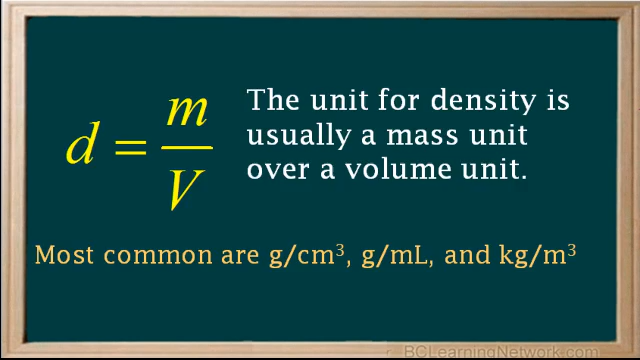 d = m/V
The unit for density is
usually a mass unit
over a volume unit.
Most common are g/cm³, g/mL, and kg/m³
BCLearningNetwork.com